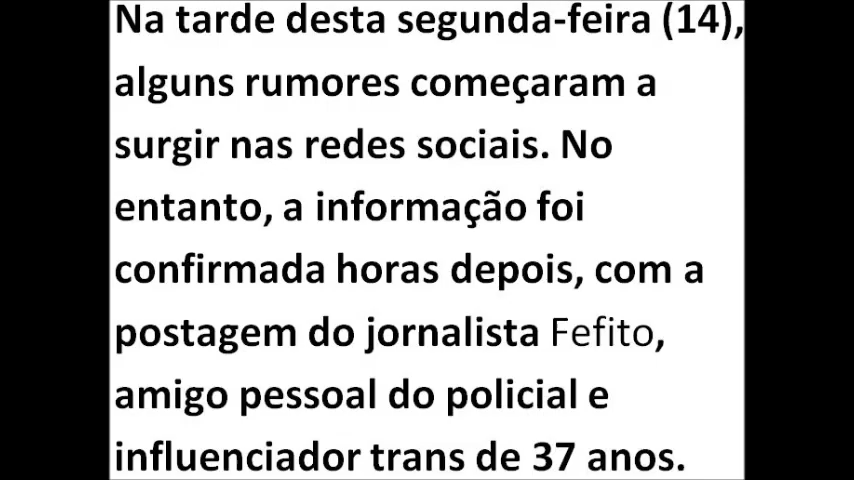 Na tarde desta segunda-feira (14),
alguns rumores começaram a
surgir nas redes sociais. No
entanto, a informação foi
confirmada horas depois, com a
postagem do jornalista Fefito,
amigo pessoal do policial e
influenciador trans de 37 anos.